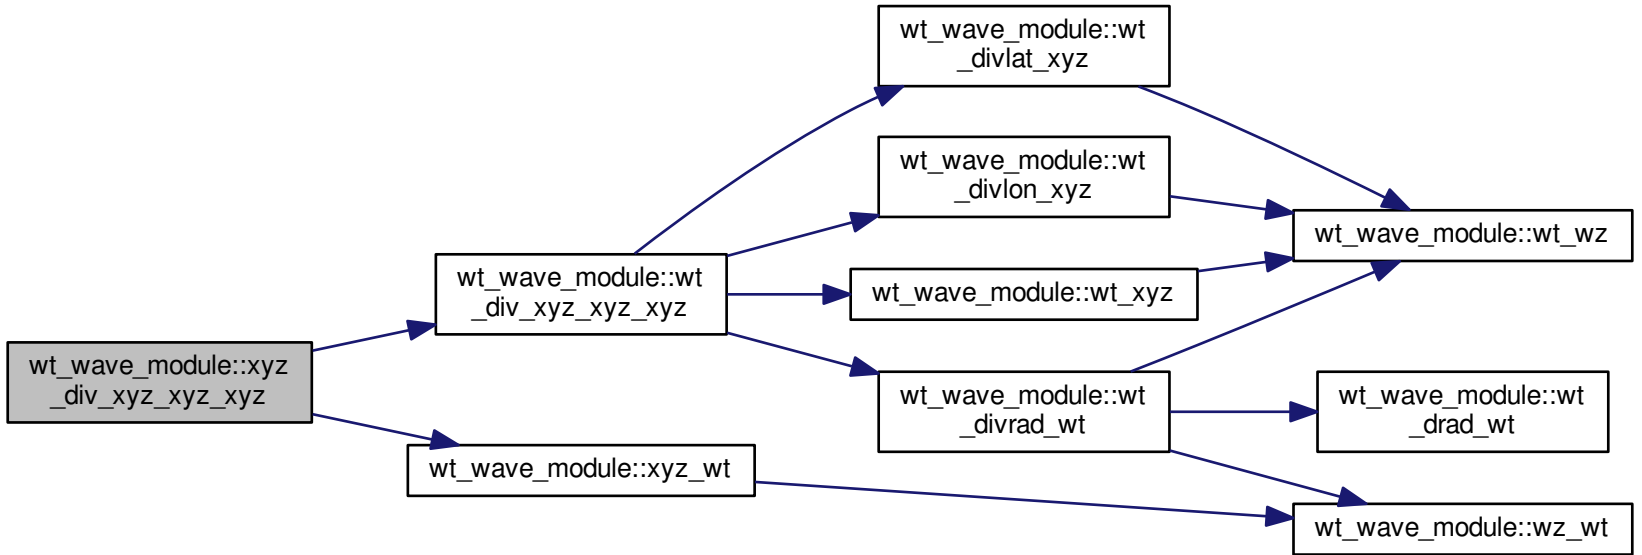 wt_wave_module::xyz
_div_xyz_xyz_xyz
wt_wave_module::wt
_div_xyz_xyz_xyz
wt_wave_module::xyz_wt
wt_wave_module::wt
_divlat_xyz
wt_wave_module::wt
_divlon_xyz
wt_wave_module::wt_xyz
wt_wave_module::wt
_divrad_wt
wt_wave_module::wt_wz
wt_wave_module::wt
_drad_wt
wt_wave_module::wz_wt